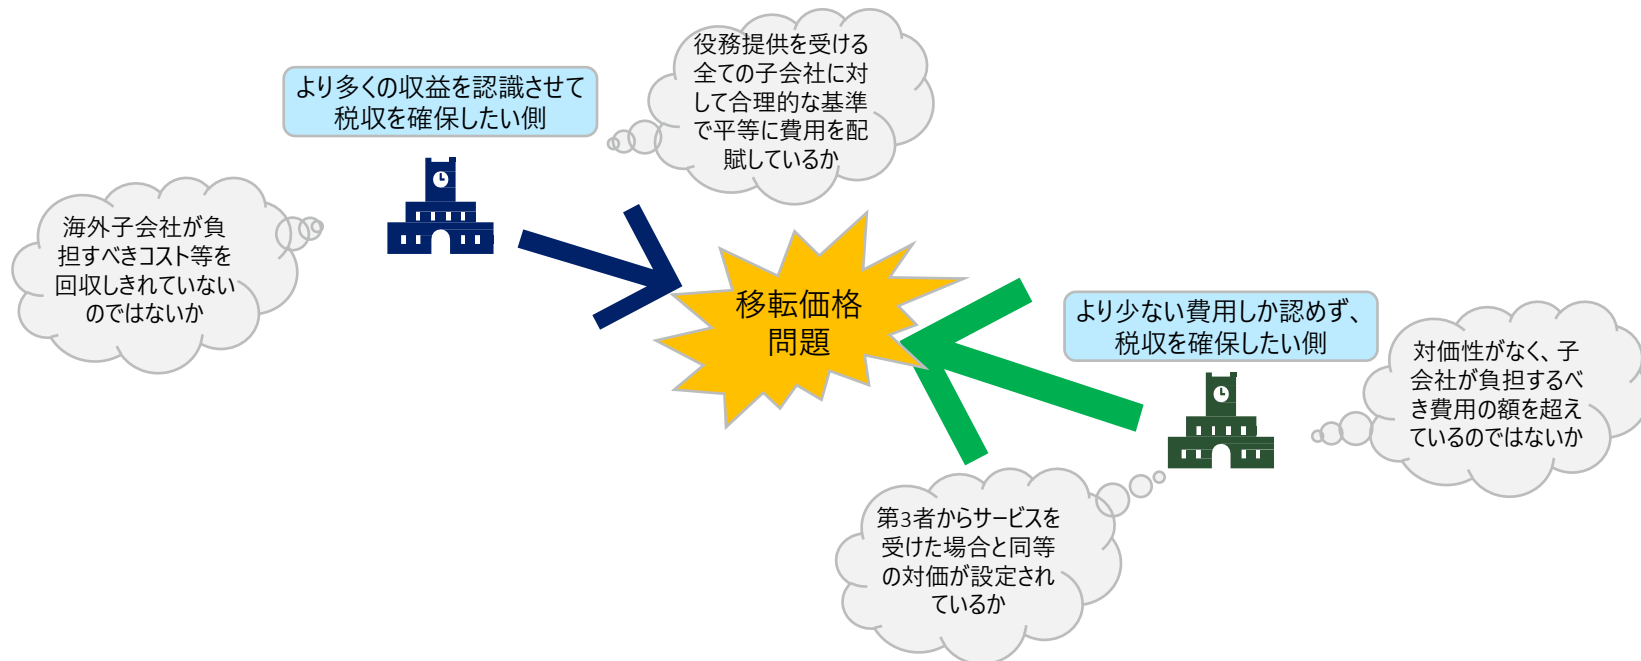 役務提供を受ける
全ての子会社に対
して合理的な基準
で平等に費用を配
賦しているか
より多くの収益を認識させて
税収を確保したい側
海外子会社が負
担すべきコスト等を
回収しきれていない
のではないか
移転価格
問題
より少ない費用しか認めず、
税収を確保したい側
対価性がなく、子
会社が負担するべ
き費用の額を超え
ているのではないか
第3者からサービスを
受けた場合と同等
の対価が設定され
ているか